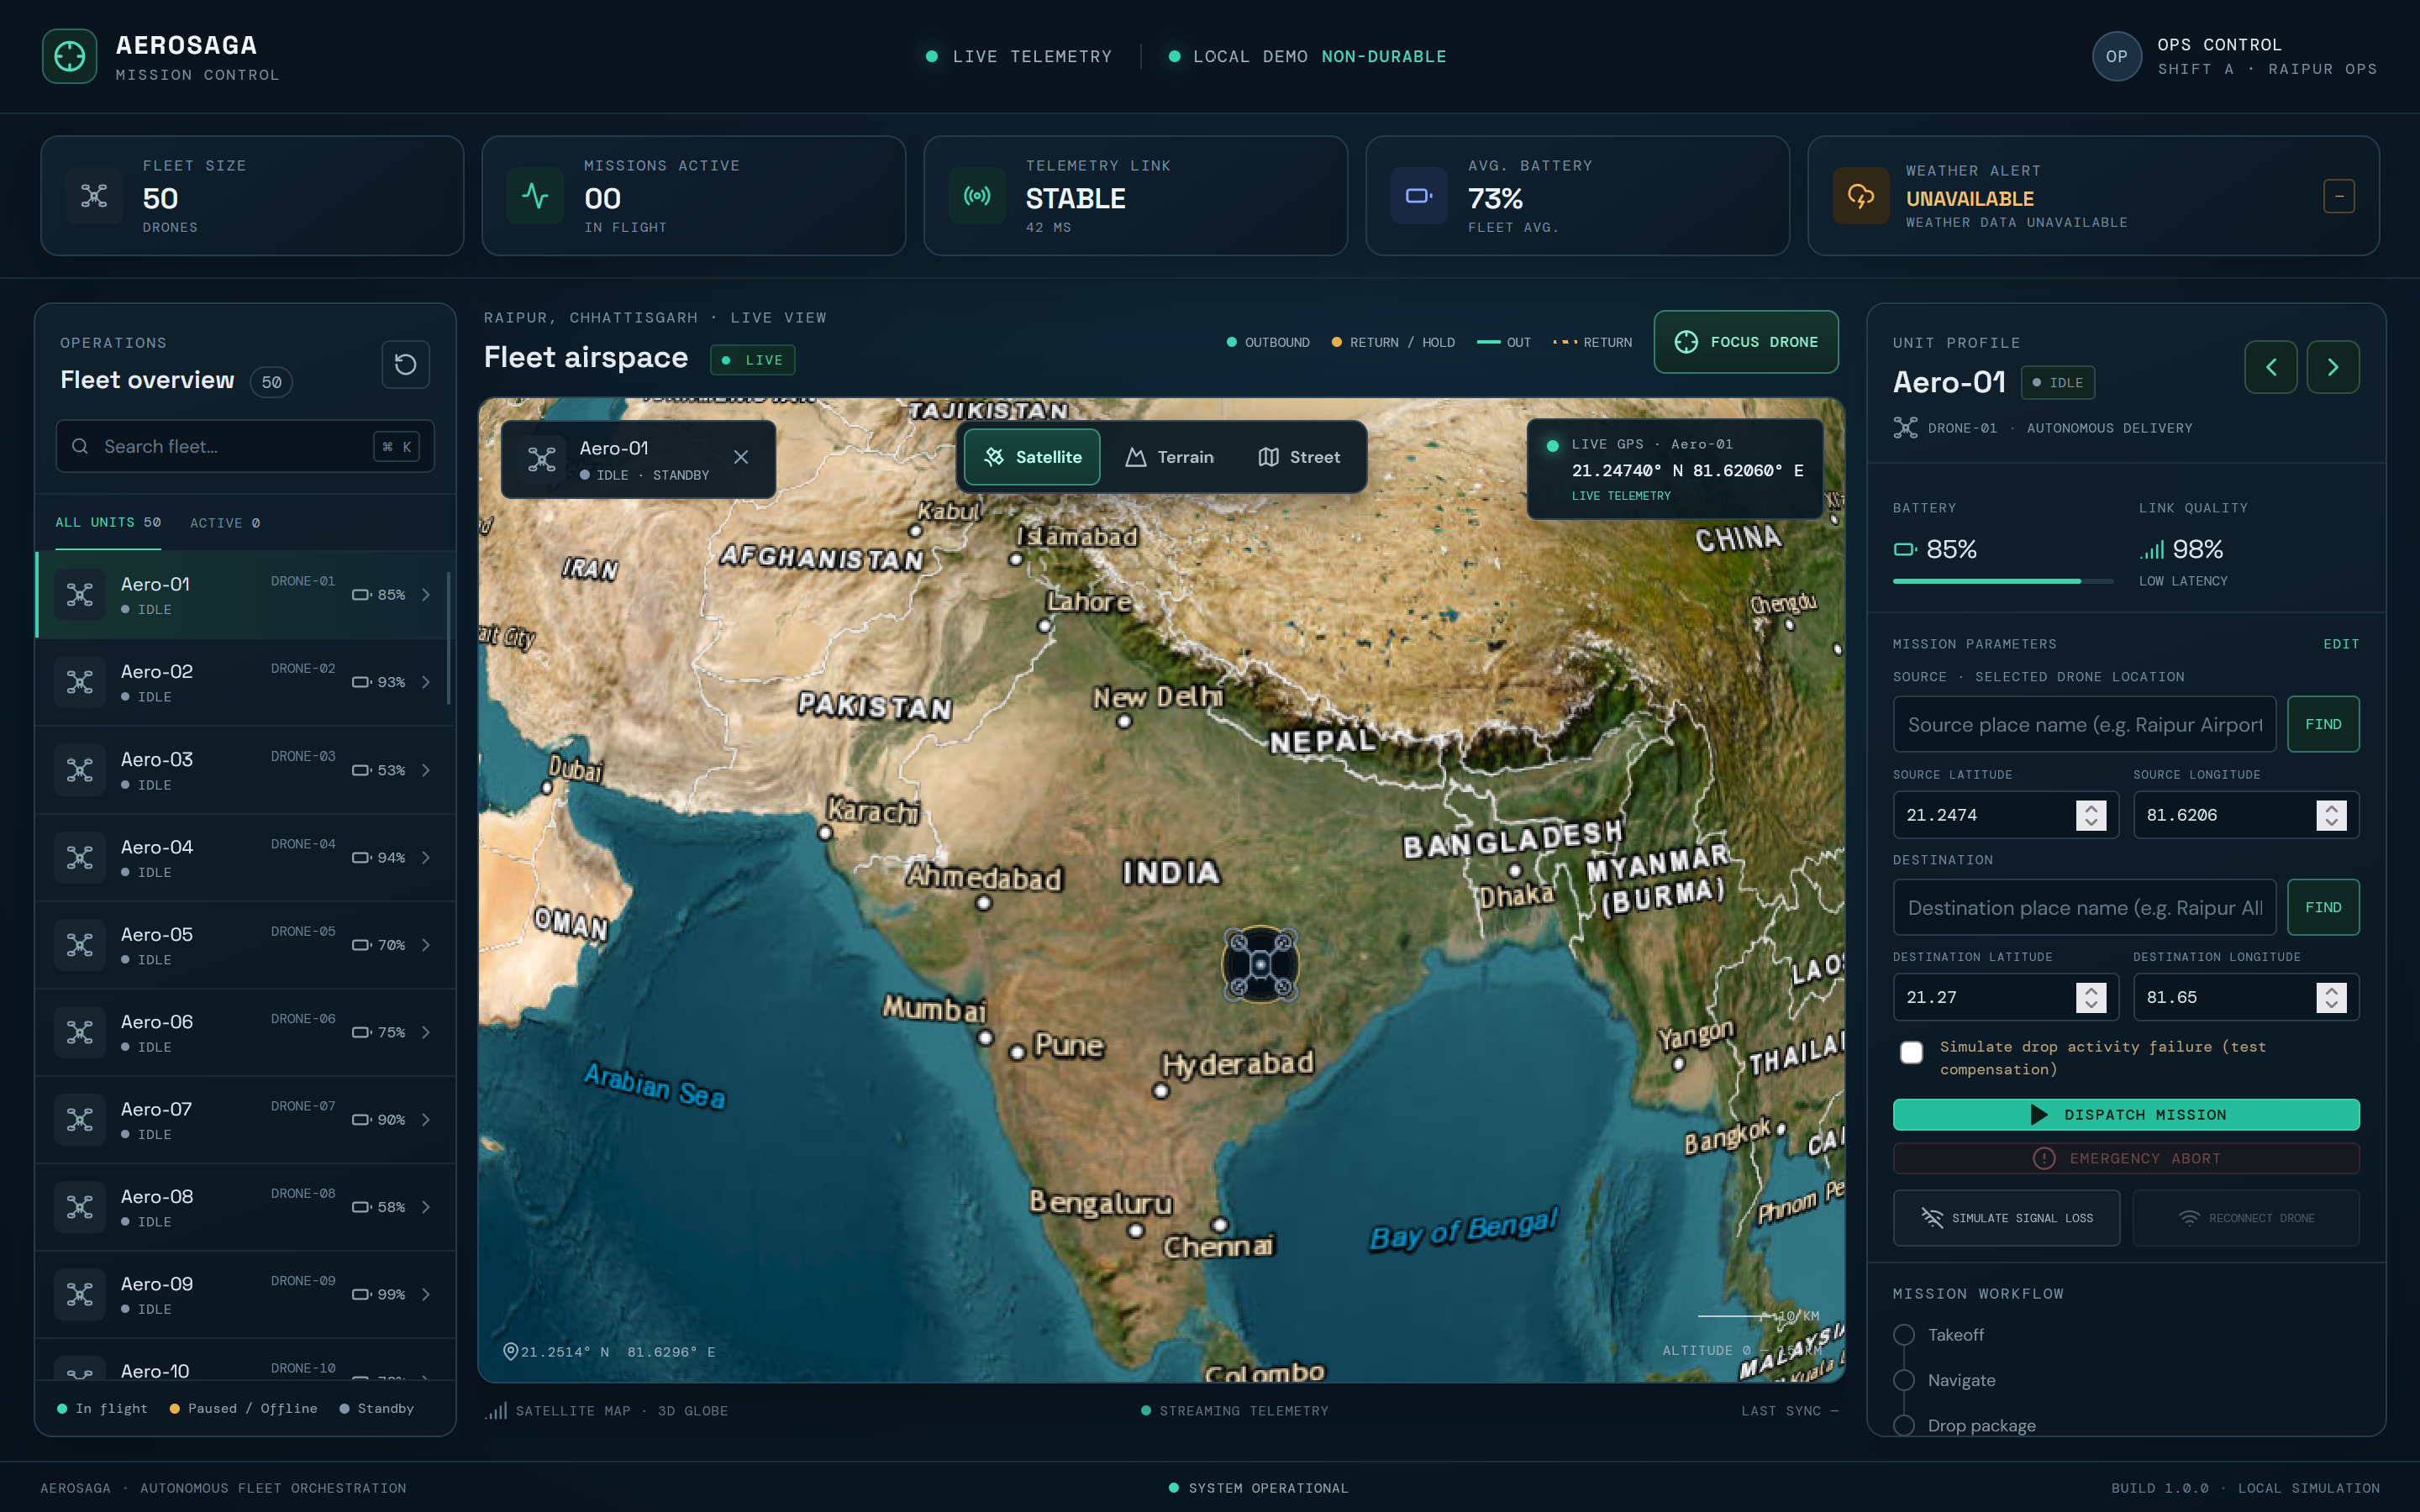 AEROSAGA
MISSION CONTROL
LIVE TELEMETRY
LOCAL DEMO NON-DURABLE
OP
OPS CONTROL
SHIFT A · RAIPUR OPS
FLEET SIZE
50
DRONES
MISSIONS ACTIVE
00
IN FLIGHT
TELEMETRY LINK
STABLE
42 MS
AVG. BATTERY
73%
FLEET AVG.
WEATHER ALERT
UNAVAILABLE
WEATHER DATA UNAVAILABLE
—
OPERATIONS
Fleet overview 50
Search fleet…
⌘ K
ALL UNITS 50
ACTIVE 0
Aero-01 DRONE-01 85%
IDLE
Aero-02 DRONE-02 93%
IDLE
Aero-03 DRONE-03 53%
IDLE
Aero-04 DRONE-04 94%
IDLE
Aero-05 DRONE-05 70%
IDLE
Aero-06 DRONE-06 75%
IDLE
Aero-07 DRONE-07 90%
IDLE
Aero-08 DRONE-08 58%
IDLE
Aero-09 DRONE-09 99%
IDLE
Aero-10 DRONE-10
In flight
Paused / Offline
Standby
RAIPUR, CHHATTISGARH · LIVE VIEW
Fleet airspace
LIVE
OUTBOUND
RETURN / HOLD
OUT
RETURN
FOCUS DRONE
Aero-01
IDLE · STANDBY
Satellite
Terrain
Street
LIVE GPS · Aero-01
21.24740° N 81.62060° E
LIVE TELEMETRY
TAJIKISTAN
Kabul
Islamabad
CHINA
IRAN
AFGHANISTAN
Lahore
Chengdu
ait City
PAKISTAN
New Delhi
NEPAL
Dubai
Karachi
BANGLADESH
INDIA
MYANMAR
(BURMA)
Ahmedabad
Dhaka
OMAN
LAOS
Mumbai
Pune
Hyderabad
Yangon
THAILA
Arabian Sea
Bangkok
CA
Bengaluru
Chennai
Bay of Bengal
Phnom Pe
10 KM
21.2514° N 81.6296° E
ALTITUDE 0 —
MALAYSIA
Colombo
SATELLITE MAP · 3D GLOBE
STREAMING TELEMETRY
LAST SYNC —
UNIT PROFILE
Aero-01
IDLE
DRONE-01 · AUTONOMOUS DELIVERY
BATTERY
85%
LINK QUALITY
98%
LOW LATENCY
MISSION PARAMETERS
EDIT
SOURCE · SELECTED DRONE LOCATION
Source place name (e.g. Raipur Airport
FIND
SOURCE LATITUDE
SOURCE LONGITUDE
21.2474
81.6206
DESTINATION
Destination place name (e.g. Raipur AII
FIND
DESTINATION LATITUDE
DESTINATION LONGITUDE
21.27
81.65
Simulate drop activity failure (test
compensation)
DISPATCH MISSION
EMERGENCY ABORT
SIMULATE SIGNAL LOSS
RECONNECT DRONE
MISSION WORKFLOW
Takeoff
Navigate
Drop package
AEROSAGA · AUTONOMOUS FLEET ORCHESTRATION
SYSTEM OPERATIONAL
BUILD 1.0.0 · LOCAL SIMULATION